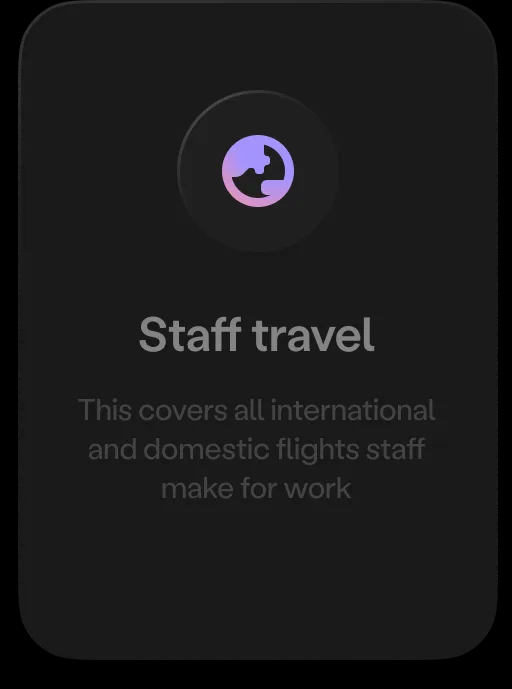 Staff travel
This covers all international
and domestic flights staff
make for work